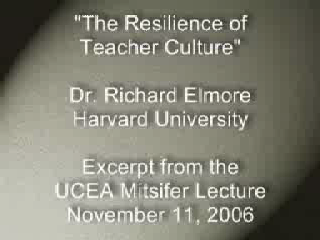 "The Resilience of
Teacher Culture"
Dr. Richard Elmore
Harvard University
Excerpt from the
UCEA Mitsifer Lecture
November 11, 2006